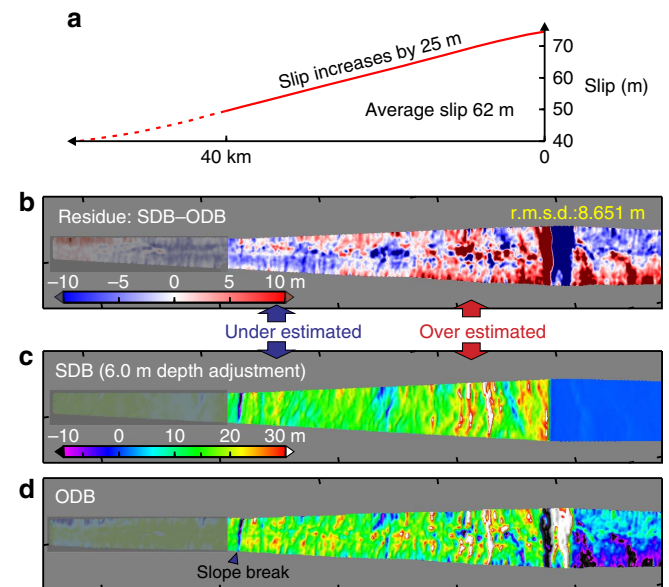 a
Slip increases by 25 m
Average slip 62 m
Slip (m)
70
60
50
40
40 km
0
b
Residue: SDB–ODB
r.m.s.d.:8.651 m
−10 −5 0 5 10 m
Under estimated
Over estimated
c
SDB (6.0 m depth adjustment)
−10 0 10 20 30 m
d
ODB
Slope break